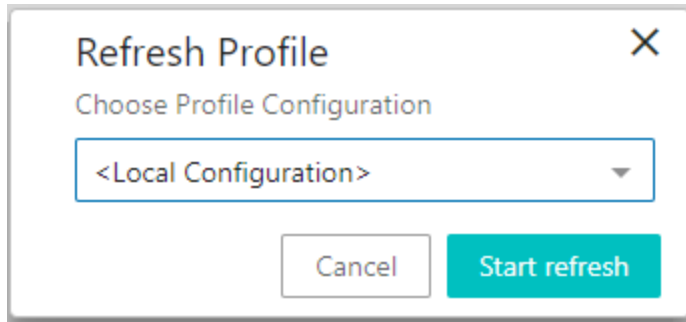 Refresh Profile
Choose Profile Configuration
<Local Configuration>
Cancel
Start refresh